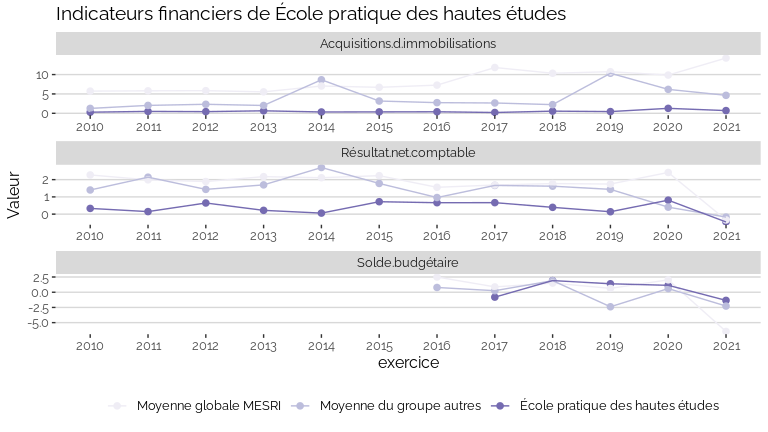 Indicateurs financiers de École pratique des hautes études
Acquisitions.d.immobilisations
10
5
0
2010 2011 2012 2013 2014 2015 2016 2017 2018 2019 2020 2021
Résultat.net.comptable
2
1
0
2010 2011 2012 2013 2014 2015 2016 2017 2018 2019 2020 2021
Solde.budgétaire
2.5
0.0
−2.5
−5.0
2010 2011 2012 2013 2014 2015 2016 2017 2018 2019 2020 2021
Valeur
exercice
Moyenne globale MESRI Moyenne du groupe autres École pratique des hautes études